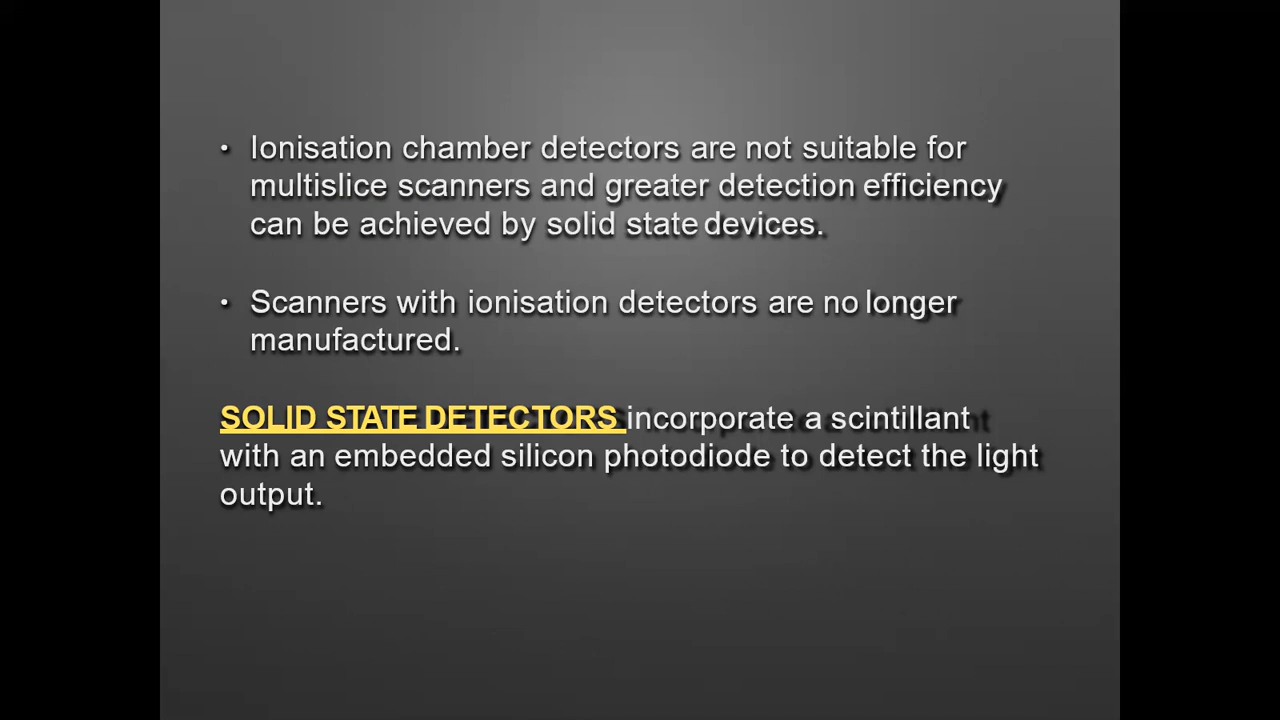 • Ionisation chamber detectors are not suitable for
multislice scanners and greater detection efficiency
can be achieved by solid state devices.
• Scanners with ionisation detectors are no longer
manufactured.
SOLID STATE DETECTORS incorporate a scintillant
with an embedded silicon photodiode to detect the light
output.